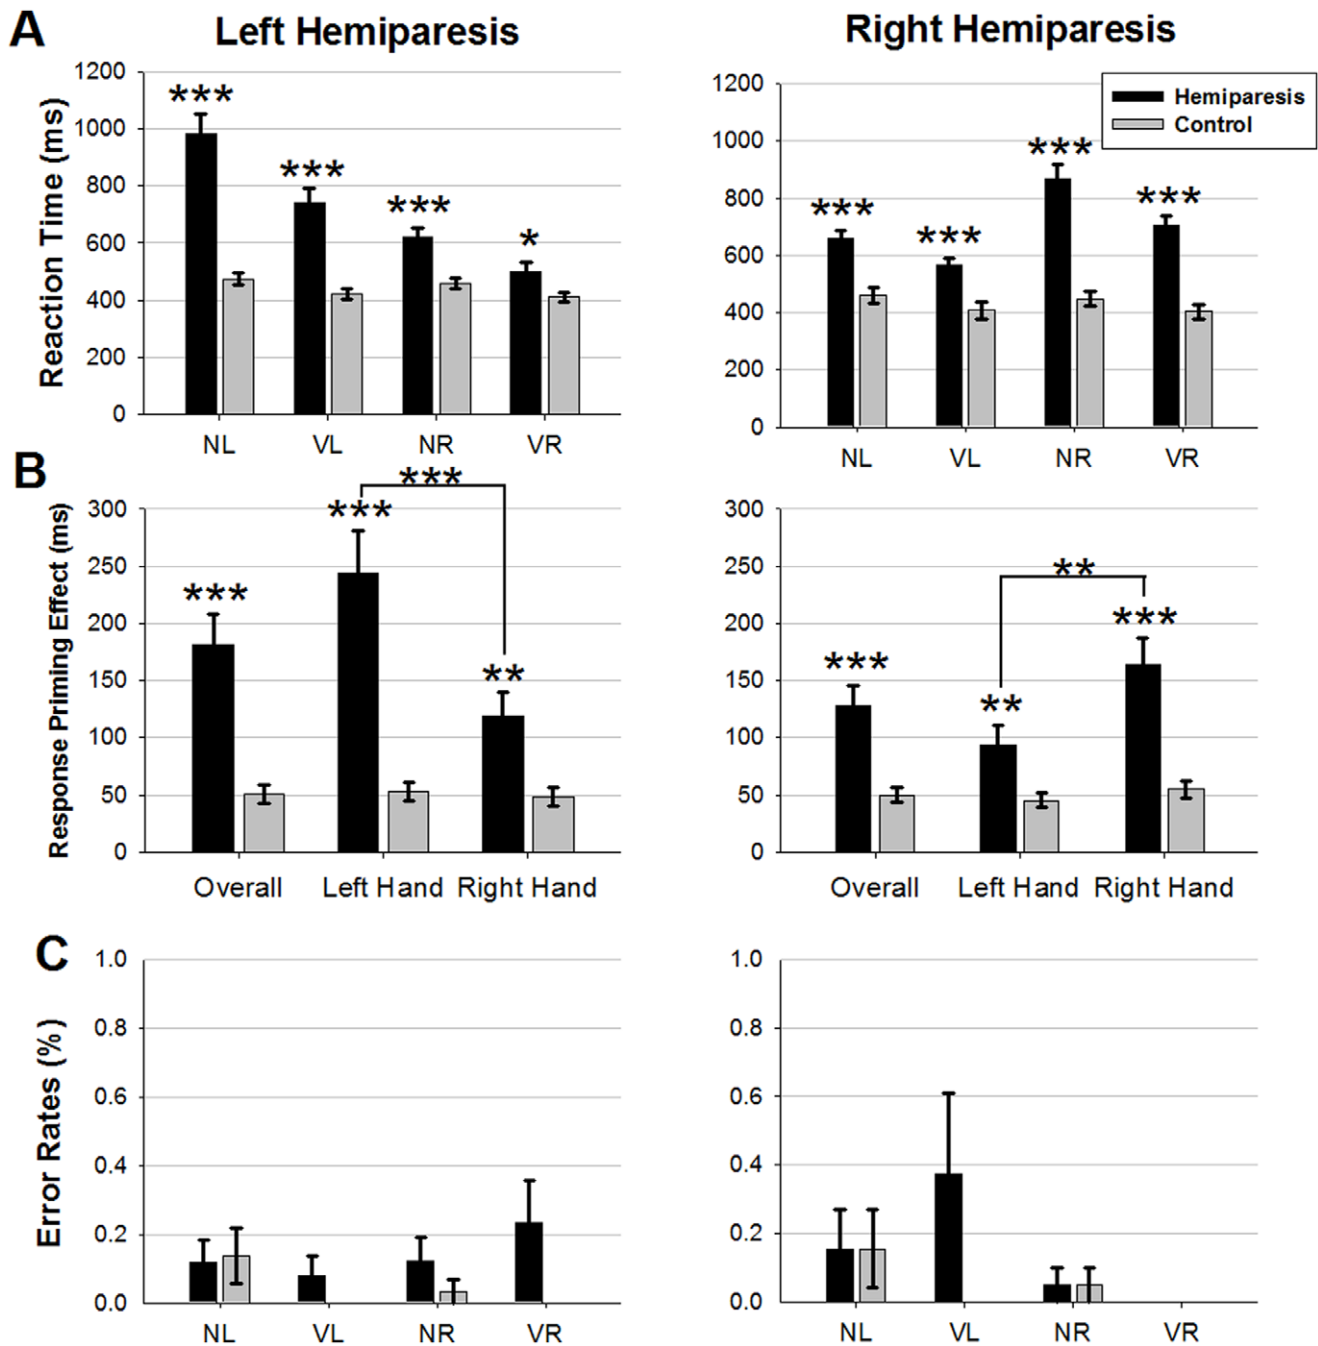 A
Left Hemiparesis
Right Hemiparesis
Reaction Time (ms)
1200
1000
800
600
400
200
0
***
***
***
*
NL
VL
NR
VR
1200
1000
800
600
400
200
0
***
***
***
***
Hemiparesis
Control
NL
VL
NR
VR
B
Response Priming Effect (ms)
300
250
200
150
100
50
0
***
***
***
**
Overall
Left Hand
Right Hand
300
250
200
150
100
50
0
**
***
***
**
Overall
Left Hand
Right Hand
C
Error Rates (%)
1.0
0.8
0.6
0.4
0.2
0.0
NL
VL
NR
VR
1.0
0.8
0.6
0.4
0.2
0.0
NL
VL
NR
VR